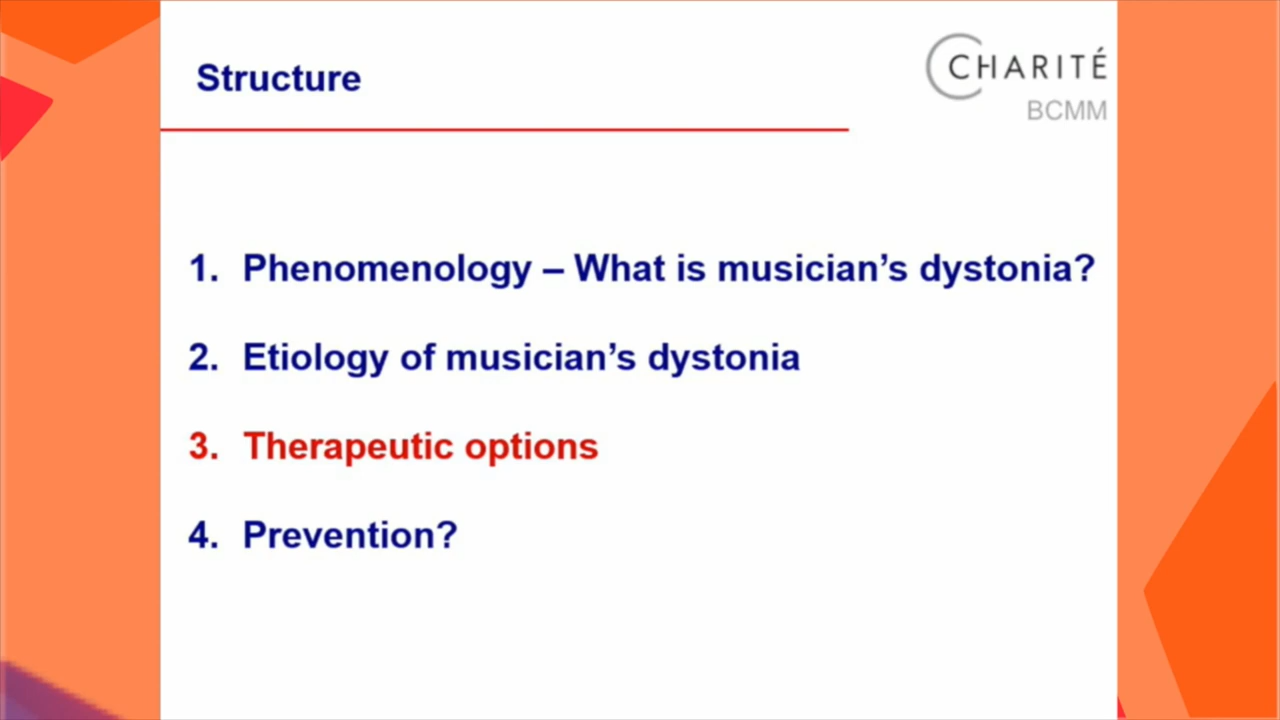 Structure
CHARITÉ
BCMM
1. Phenomenology – What is musician’s dystonia?
2. Etiology of musician’s dystonia
3. Therapeutic options
4. Prevention?